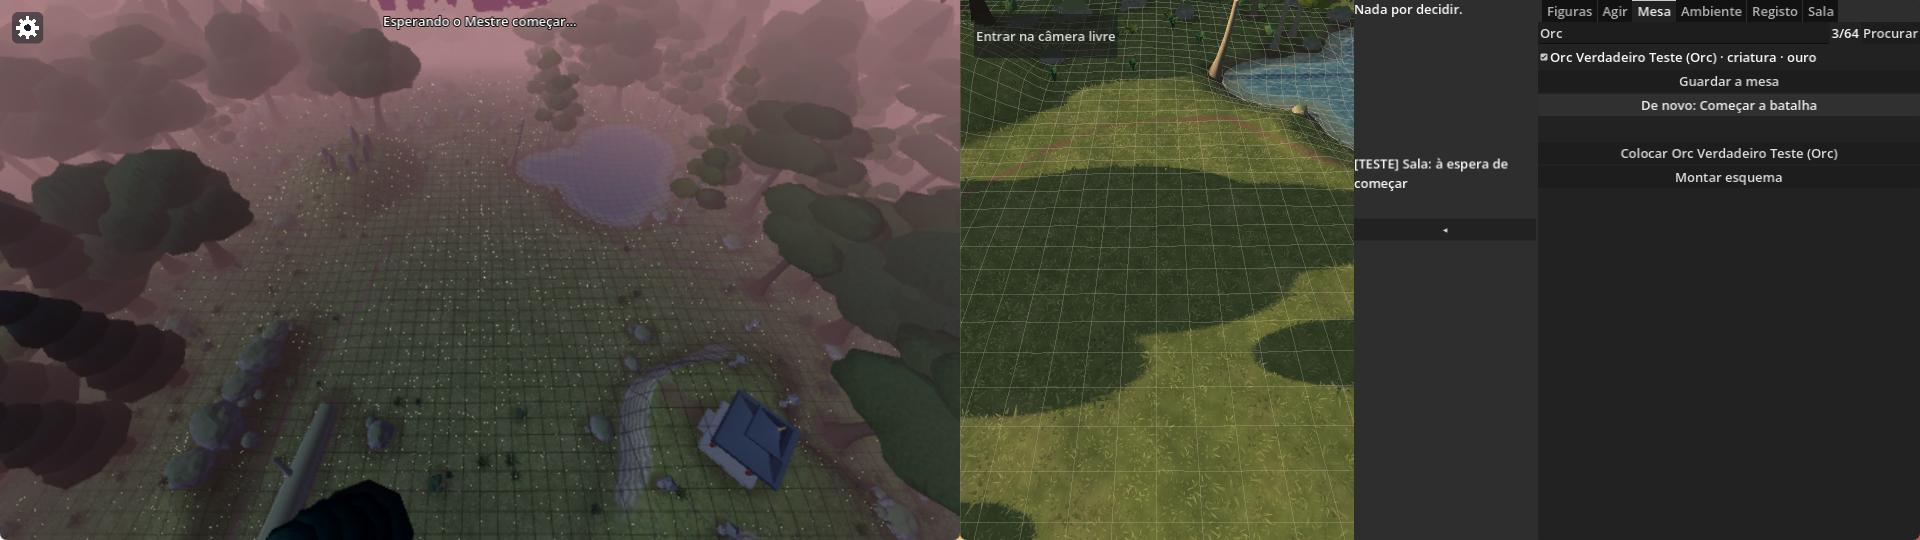 Esperando o Mestre começar...
Entrar na câmera livre
Nada por decidir.
[TESTE] Sala: à espera de
começar
Figuras Agir Mesa Ambiente Registo Sala
Orc 3/64 Procurar
Orc Verdadeiro Teste (Orc) · criatura · ouro
Guardar a mesa
De novo: Começar a batalha
Colocar Orc Verdadeiro Teste (Orc)
Montar esquema